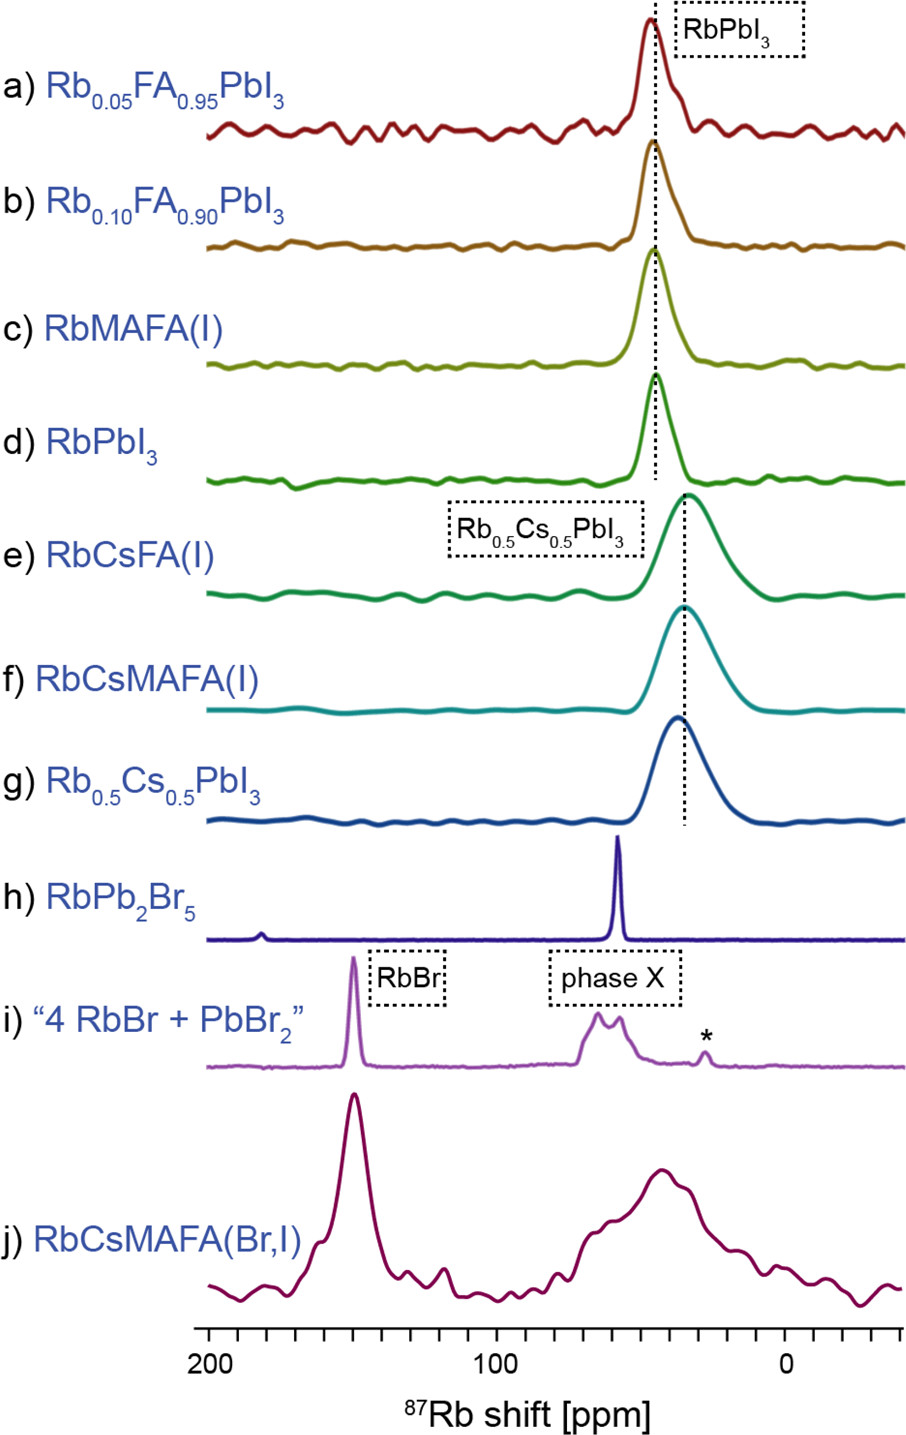 RbPbI₃
a) Rb₀.₀₅FA₀.₉₅PbI₃
b) Rb₀.₁₀FA₀.₉₀PbI₃
c) RbMAFA(I)
d) RbPbI₃
Rb₀.₅Cs₀.₅PbI₃
e) RbCsFA(I)
f) RbCsMAFA(I)
g) Rb₀.₅Cs₀.₅PbI₃
h) RbPb₂Br₅
RbBr phase X
i) “4 RbBr + PbBr₂”
*
j) RbCsMAFA(Br,I)
200 100 0
⁸⁷Rb shift [ppm]